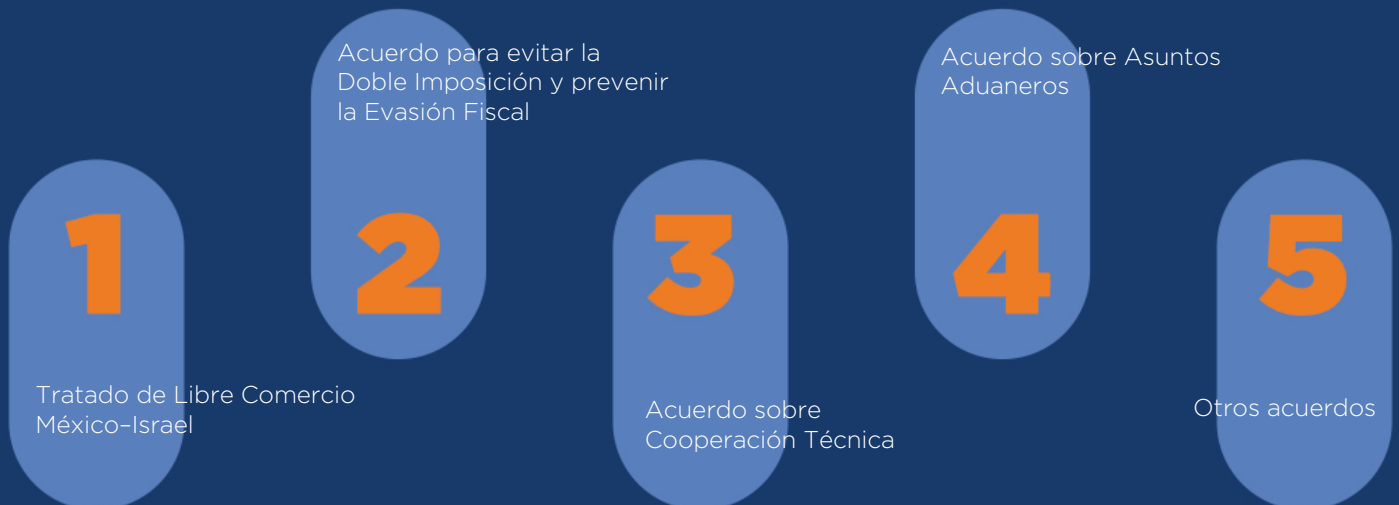 1
Tratado de Libre Comercio
México–Israel
2
Acuerdo para evitar la
Doble Imposición y prevenir
la Evasión Fiscal
3
Acuerdo sobre
Cooperación Técnica
4
Acuerdo sobre Asuntos
Aduaneros
5
Otros acuerdos